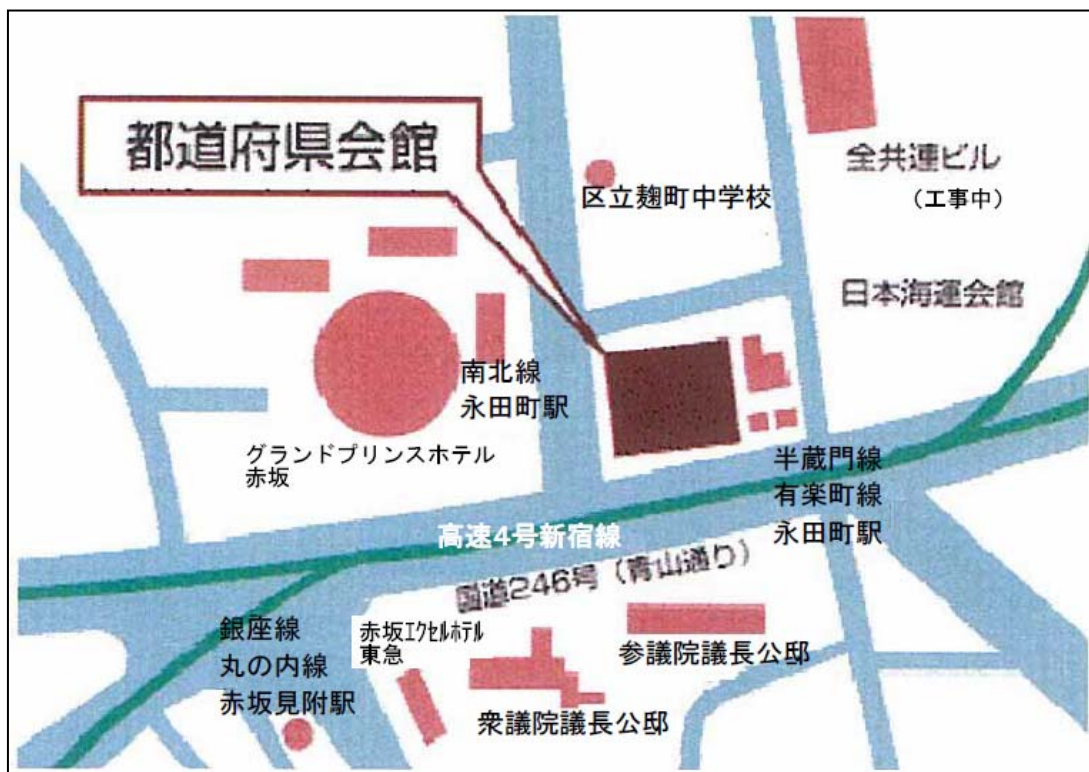 都道府県会館
全共連ビル
（工事中）
区立麹町中学校
日本海運会館
南北線
永田町駅
グランドプリンスホテル
赤坂
半蔵門線
有楽町線
永田町駅
高速4号新宿線
国道246号（青山通り）
銀座線
丸の内線
赤坂見附駅
赤坂ｴｸｾﾙﾎﾃﾙ
東急
参議院議長公邸
衆議院議長公邸